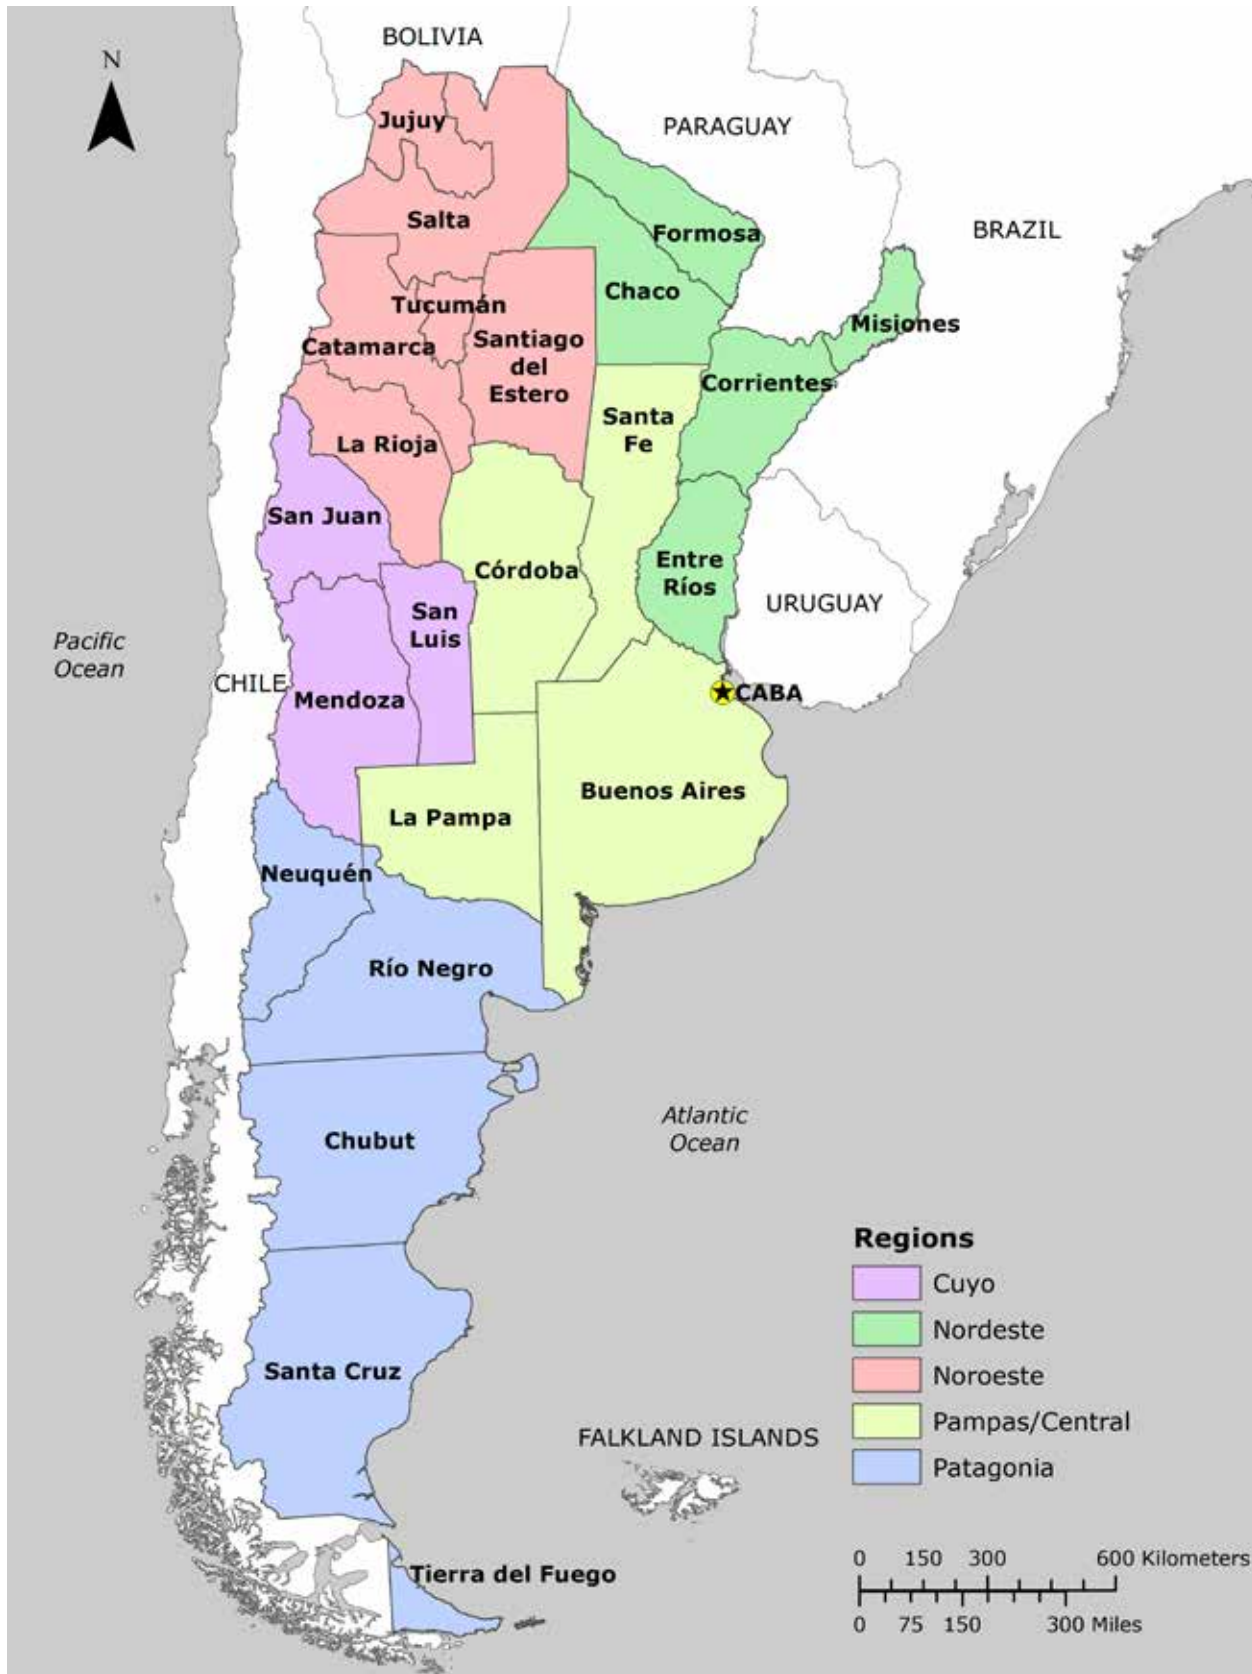 BOLIVIA
N
Jujuy
PARAGUAY
Salta
Formosa
BRAZIL
Chaco
Tucumán
Misiones
Catamarca
Santiago
del
Estero
Corrientes
Santa
Fe
La Rioja
San Juan
Córdoba
Entre
Ríos
URUGUAY
San
Luis
Pacific
Ocean
CHILE
Mendoza
CABA
Buenos Aires
La Pampa
Neuquén
Río Negro
Atlantic
Ocean
Chubut
Santa Cruz
FALKLAND ISLANDS
Tierra del Fuego
Regions
Cuyo
Nordeste
Noroeste
Pampas/Central
Patagonia
0 150 300 600 Kilometers
0 75 150 300 Miles